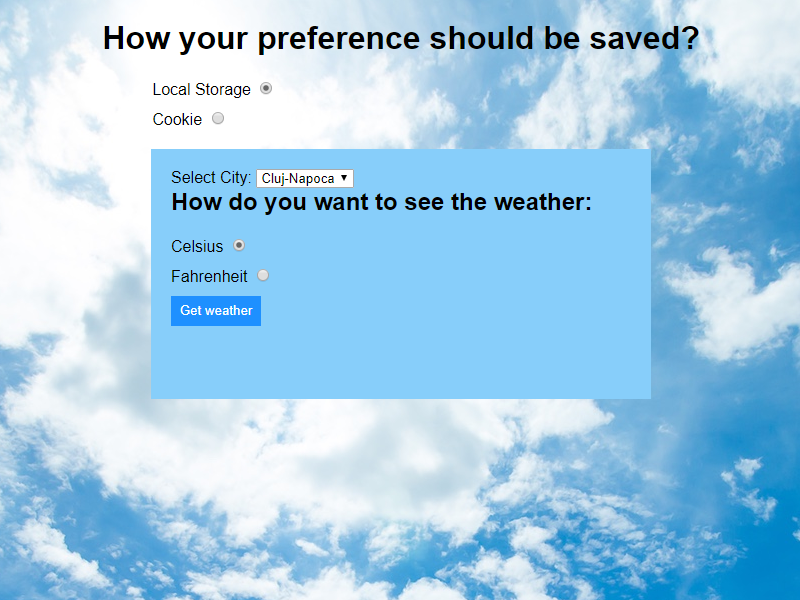 How your preference should be saved?
Local Storage
Cookie
Select City: Cluj-Napoca
How do you want to see the weather:
Celsius
Fahrenheit
Get weather